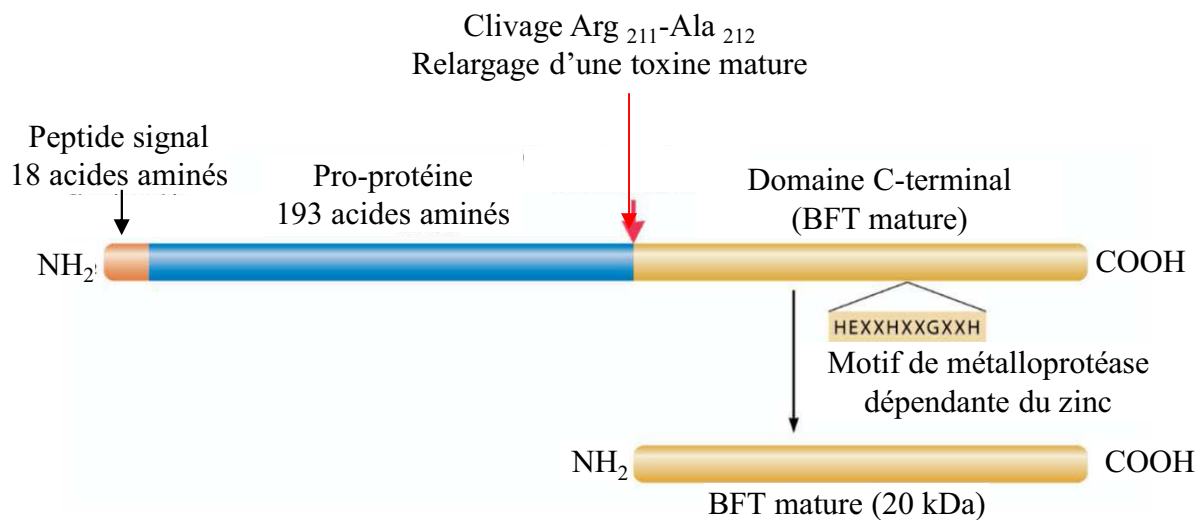 Clivage Arg 211-Ala 212
Relargage d’une toxine mature
Peptide signal
18 acides aminés
Pro-protéine
193 acides aminés
Domaine C-terminal
(BFT mature)
NH2
COOH
HEXXHXXGXXH
Motif de métalloprotéase
dépendante du zinc
NH2
COOH
BFT mature (20 kDa)